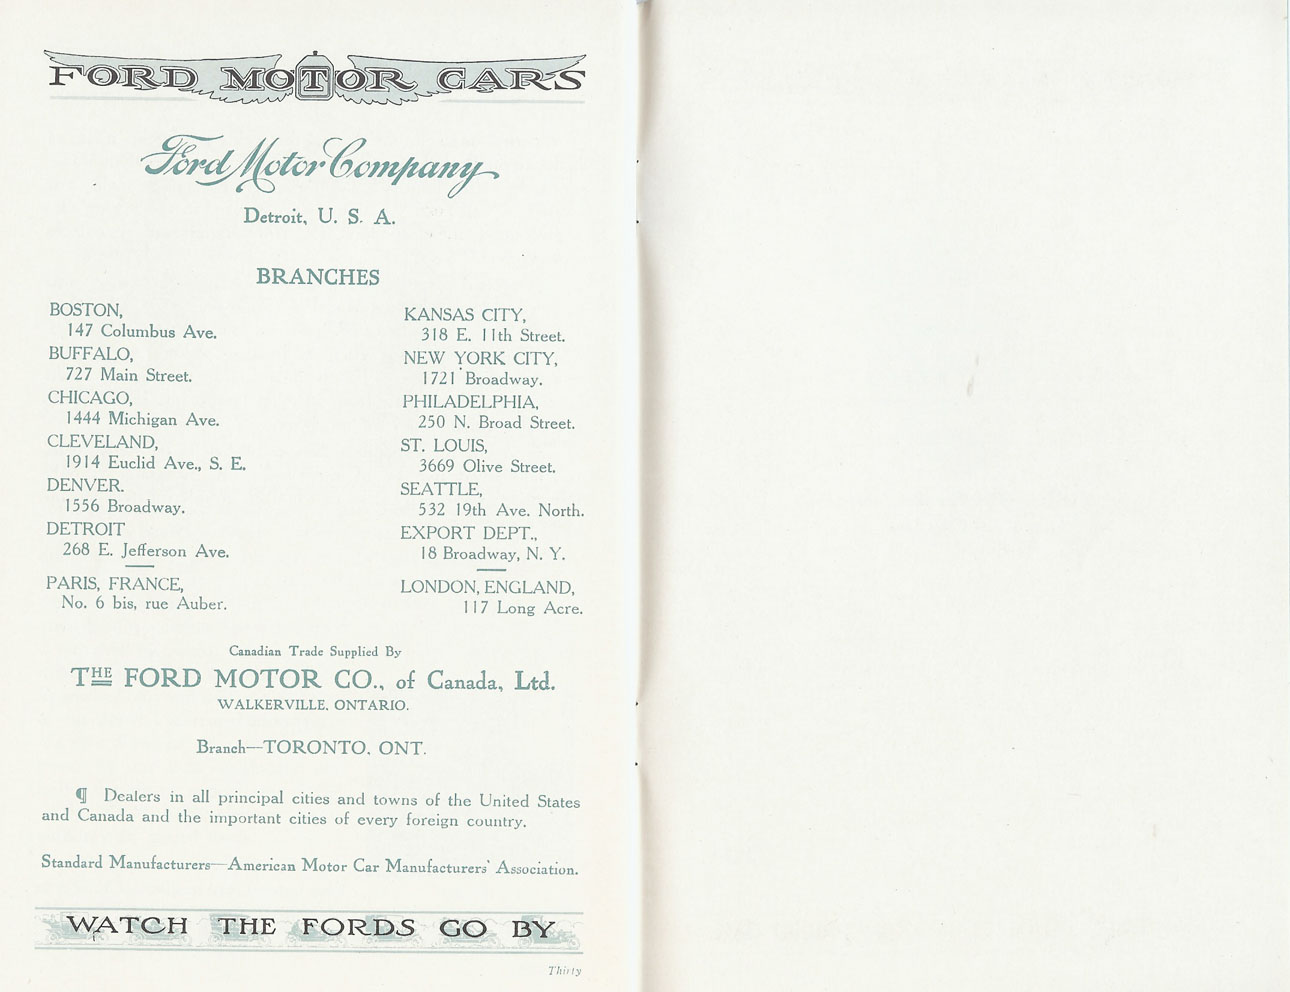 FORD MOTOR CARS
Ford Motor Company
Detroit, U. S. A.
BRANCHES
BOSTON,
147 Columbus Ave.
BUFFALO,
727 Main Street.
CHICAGO,
1444 Michigan Ave.
CLEVELAND,
1914 Euclid Ave., S. E.
DENVER.
1556 Broadway.
DETROIT
268 E. Jefferson Ave.
PARIS, FRANCE,
No. 6 bis, rue Auber.
KANSAS CITY,
318 E. 11th Street.
NEW YORK CITY,
1721 Broadway.
PHILADELPHIA,
250 N. Broad Street.
ST. LOUIS,
3669 Olive Street.
SEATTLE,
532 19th Ave. North.
EXPORT DEPT.,
18 Broadway, N. Y.
LONDON, ENGLAND,
117 Long Acre.
Canadian Trade Supplied By
THE FORD MOTOR CO., of Canada, Ltd.
WALKERVILLE, ONTARIO.
Branch—TORONTO, ONT.
¶ Dealers in all principal cities and towns of the United States
and Canada and the important cities of every foreign country.
Standard Manufacturers—American Motor Car Manufacturers' Association.
WATCH THE FORDS GO BY
Thirty